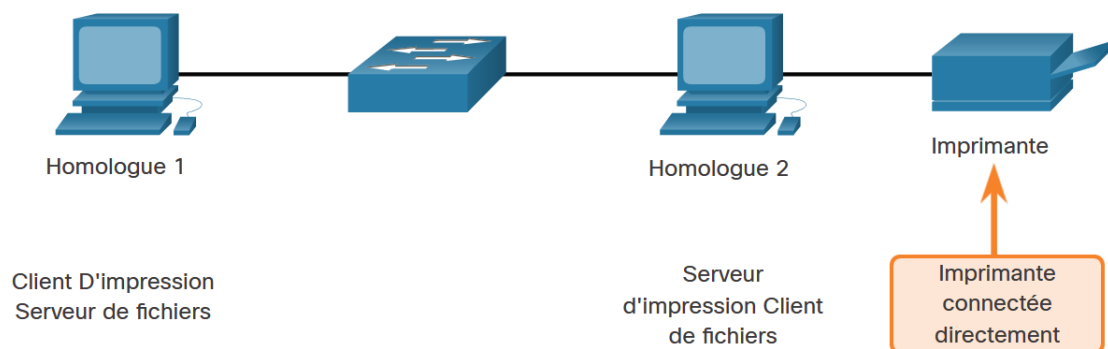 Homologue 1
Homologue 2
Imprimante
Client D'impression
Serveur de fichiers
Serveur
d'impression Client
de fichiers
Imprimante
connectée
directement